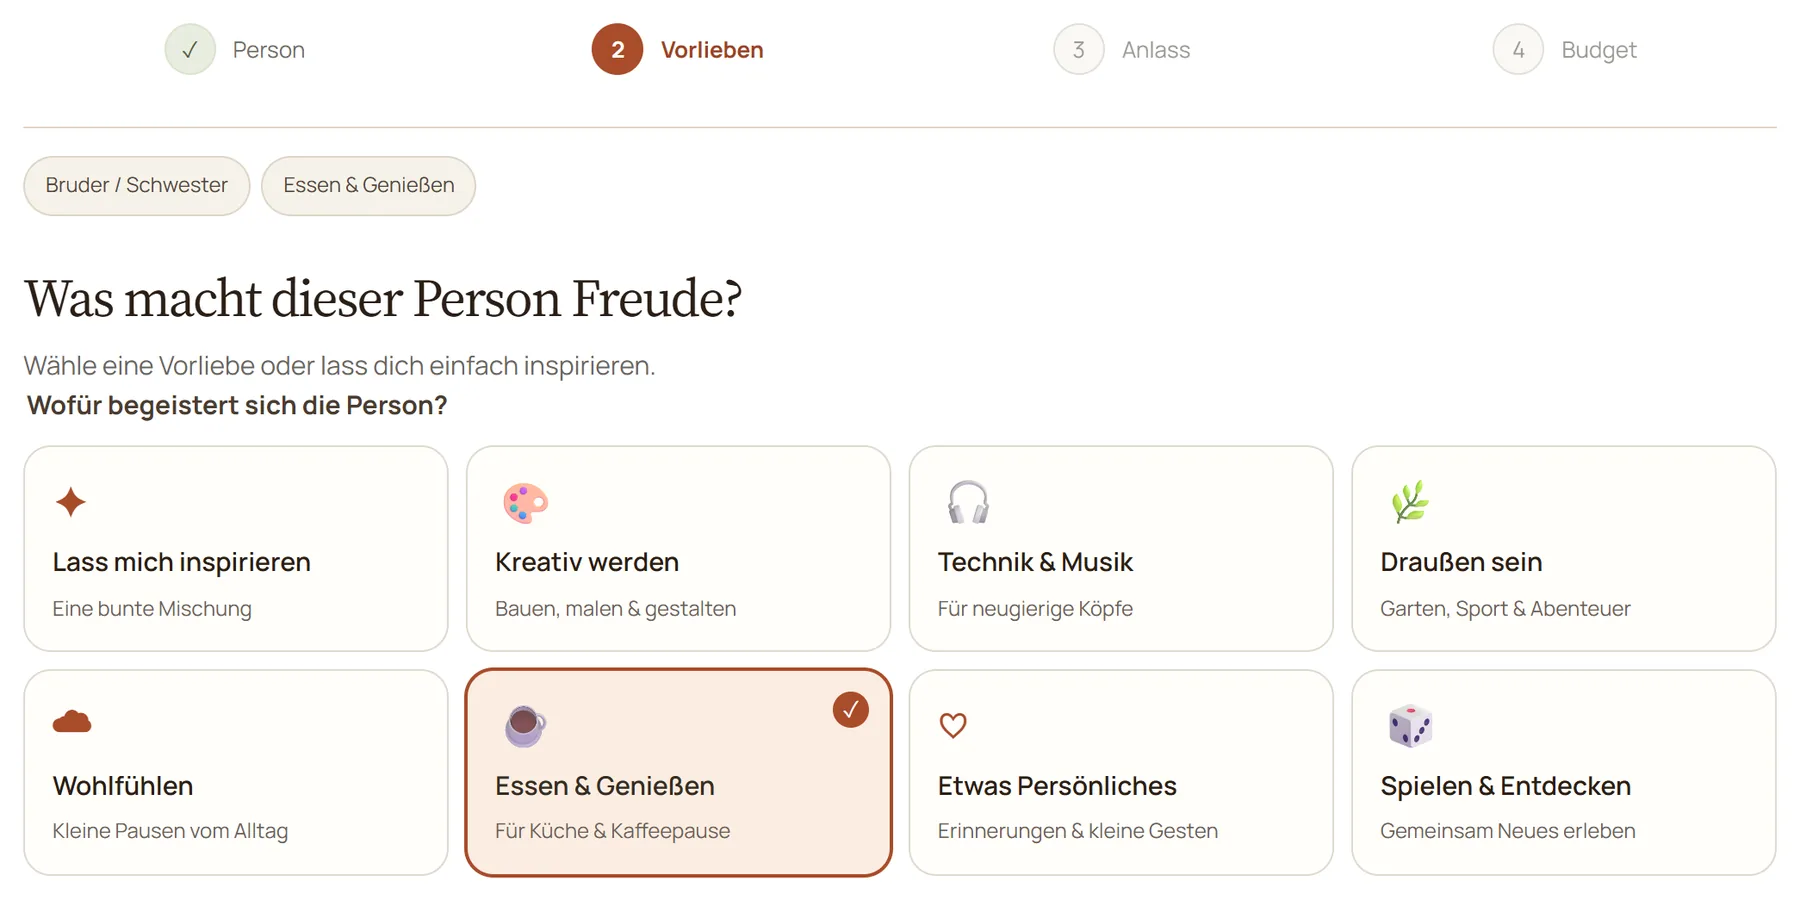 ✓ Person
2 Vorlieben
3 Anlass
4 Budget
Bruder / Schwester
Essen & Genießen
Was macht dieser Person Freude?
Wähle eine Vorliebe oder lass dich einfach inspirieren.
Wofür begeistert sich die Person?
Lass mich inspirieren
Eine bunte Mischung
Kreativ werden
Bauen, malen & gestalten
Technik & Musik
Für neugierige Köpfe
Draußen sein
Garten, Sport & Abenteuer
Wohlfühlen
Kleine Pausen vom Alltag
✓
Essen & Genießen
Für Küche & Kaffeepause
Etwas Persönliches
Erinnerungen & kleine Gesten
Spielen & Entdecken
Gemeinsam Neues erleben